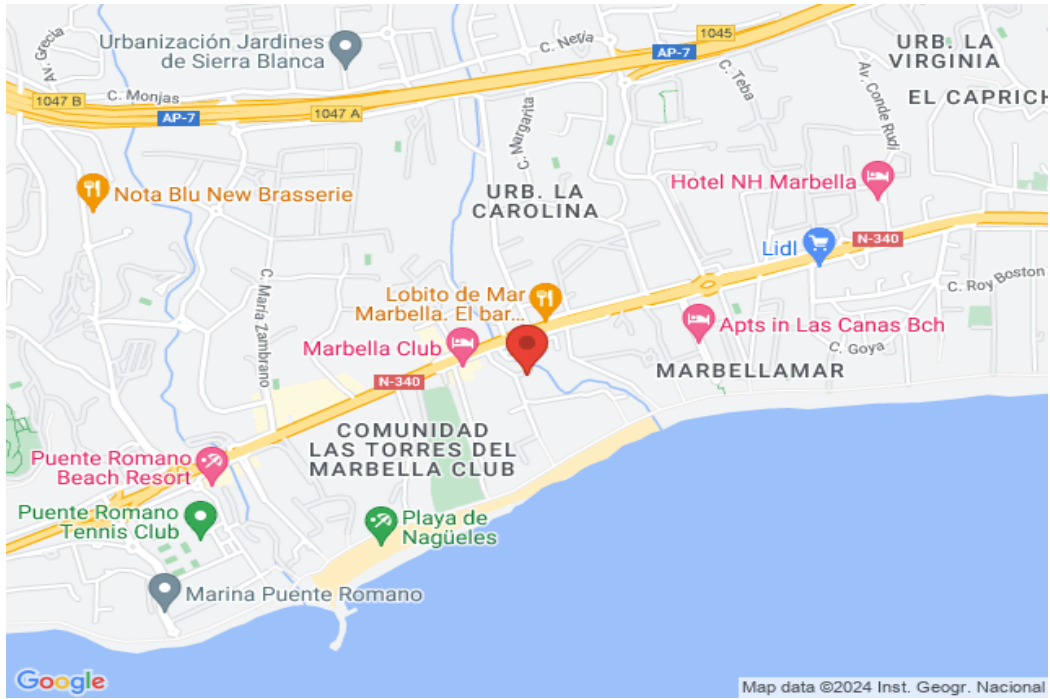 Av. Grecia
Urbanización Jardines
de Sierra Blanca
C. Nerja
1045
AP-7
URB. LA
VIRGINIA
C. Teba
Av. Conde Rudi
EL CAPRICH
1047 B
C. Monjas
1047 A
AP-7
C. Margarita
Nota Blu New Brasserie
URB. LA
CAROLINA
Hotel NH Marbella
Lidl
N-340
C. María Zambrano
C. Roy Boston
Lobito de Mar
Marbella. El bar...
Apts in Las Canas Bch
Marbella Club
C. Goya
N-340
MARBELLAMAR
COMUNIDAD
LAS TORRES DEL
MARBELLA CLUB
Puente Romano
Beach Resort
Puente Romano
Tennis Club
Playa de
Nagüeles
Marina Puente Romano
Google
Map data ©2024 Inst. Geogr. Nacional